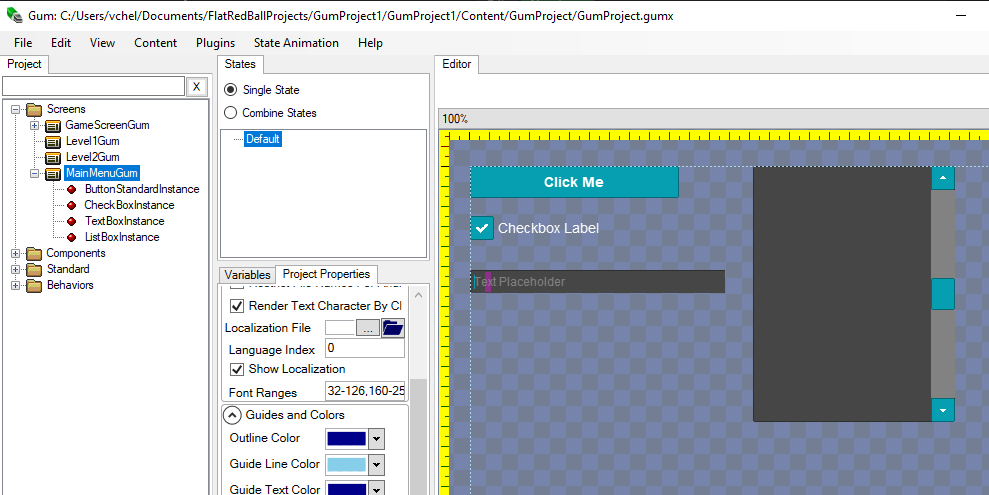 Gum: C:/Users/vchel/Documents/FlatRedBallProjects/GumProject1/GumProject1/Content/GumProject/GumProject.gumx
File Edit View Content Plugins State Animation Help
Project
X
Screens
GameScreenGum
Level1Gum
Level2Gum
MainMenuGum
ButtonStandardInstance
CheckBoxInstance
TextBoxInstance
ListBoxInstance
Components
Standard
Behaviors
States
Single State
Combine States
Default
Variables Project Properties
Render Text Character By Cl
Localization File ...
Language Index 0
Show Localization
Font Ranges 32-126,160-25
Guides and Colors
Outline Color
Guide Line Color
Guide Text Color
Editor
100%
Click Me
Checkbox Label
Text Placeholder